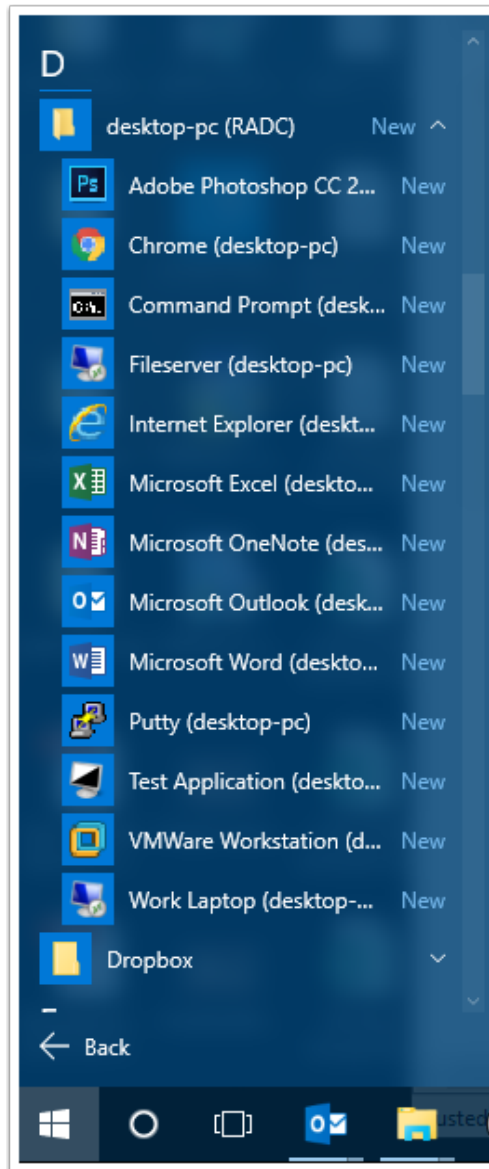 D
desktop-pc (RADC) New
Adobe Photoshop CC 2... New
Chrome (desktop-pc) New
Command Prompt (desk... New
Fileserver (desktop-pc) New
Internet Explorer (deskt... New
Microsoft Excel (deskto... New
Microsoft OneNote (des... New
Microsoft Outlook (desk... New
Microsoft Word (deskto... New
Putty (desktop-pc) New
Test Application (deskto... New
VMWare Workstation (d... New
Work Laptop (desktop-... New
Dropbox
Back
usted